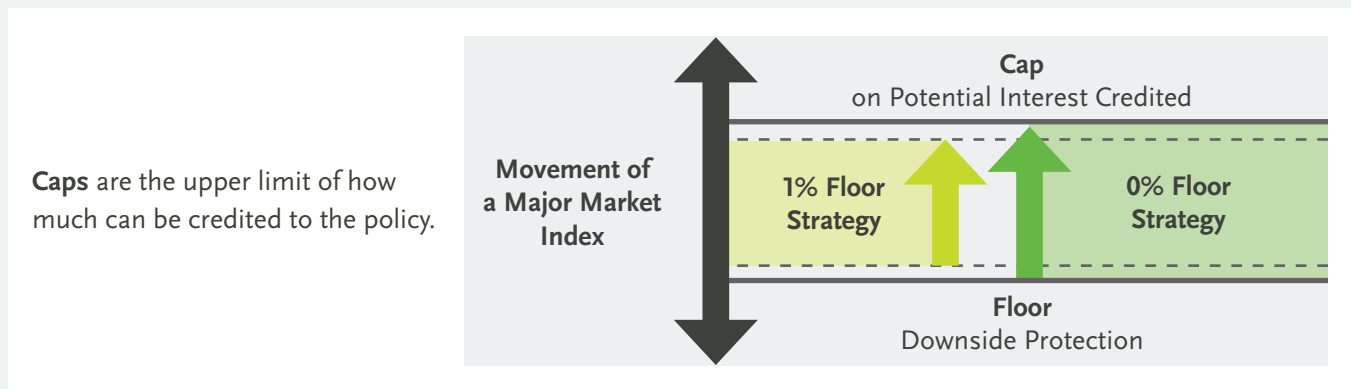 Caps are the upper limit of how
much can be credited to the policy.
Movement of
a Major Market
Index
Cap
on Potential Interest Credited
1% Floor
Strategy
0% Floor
Strategy
Floor
Downside Protection